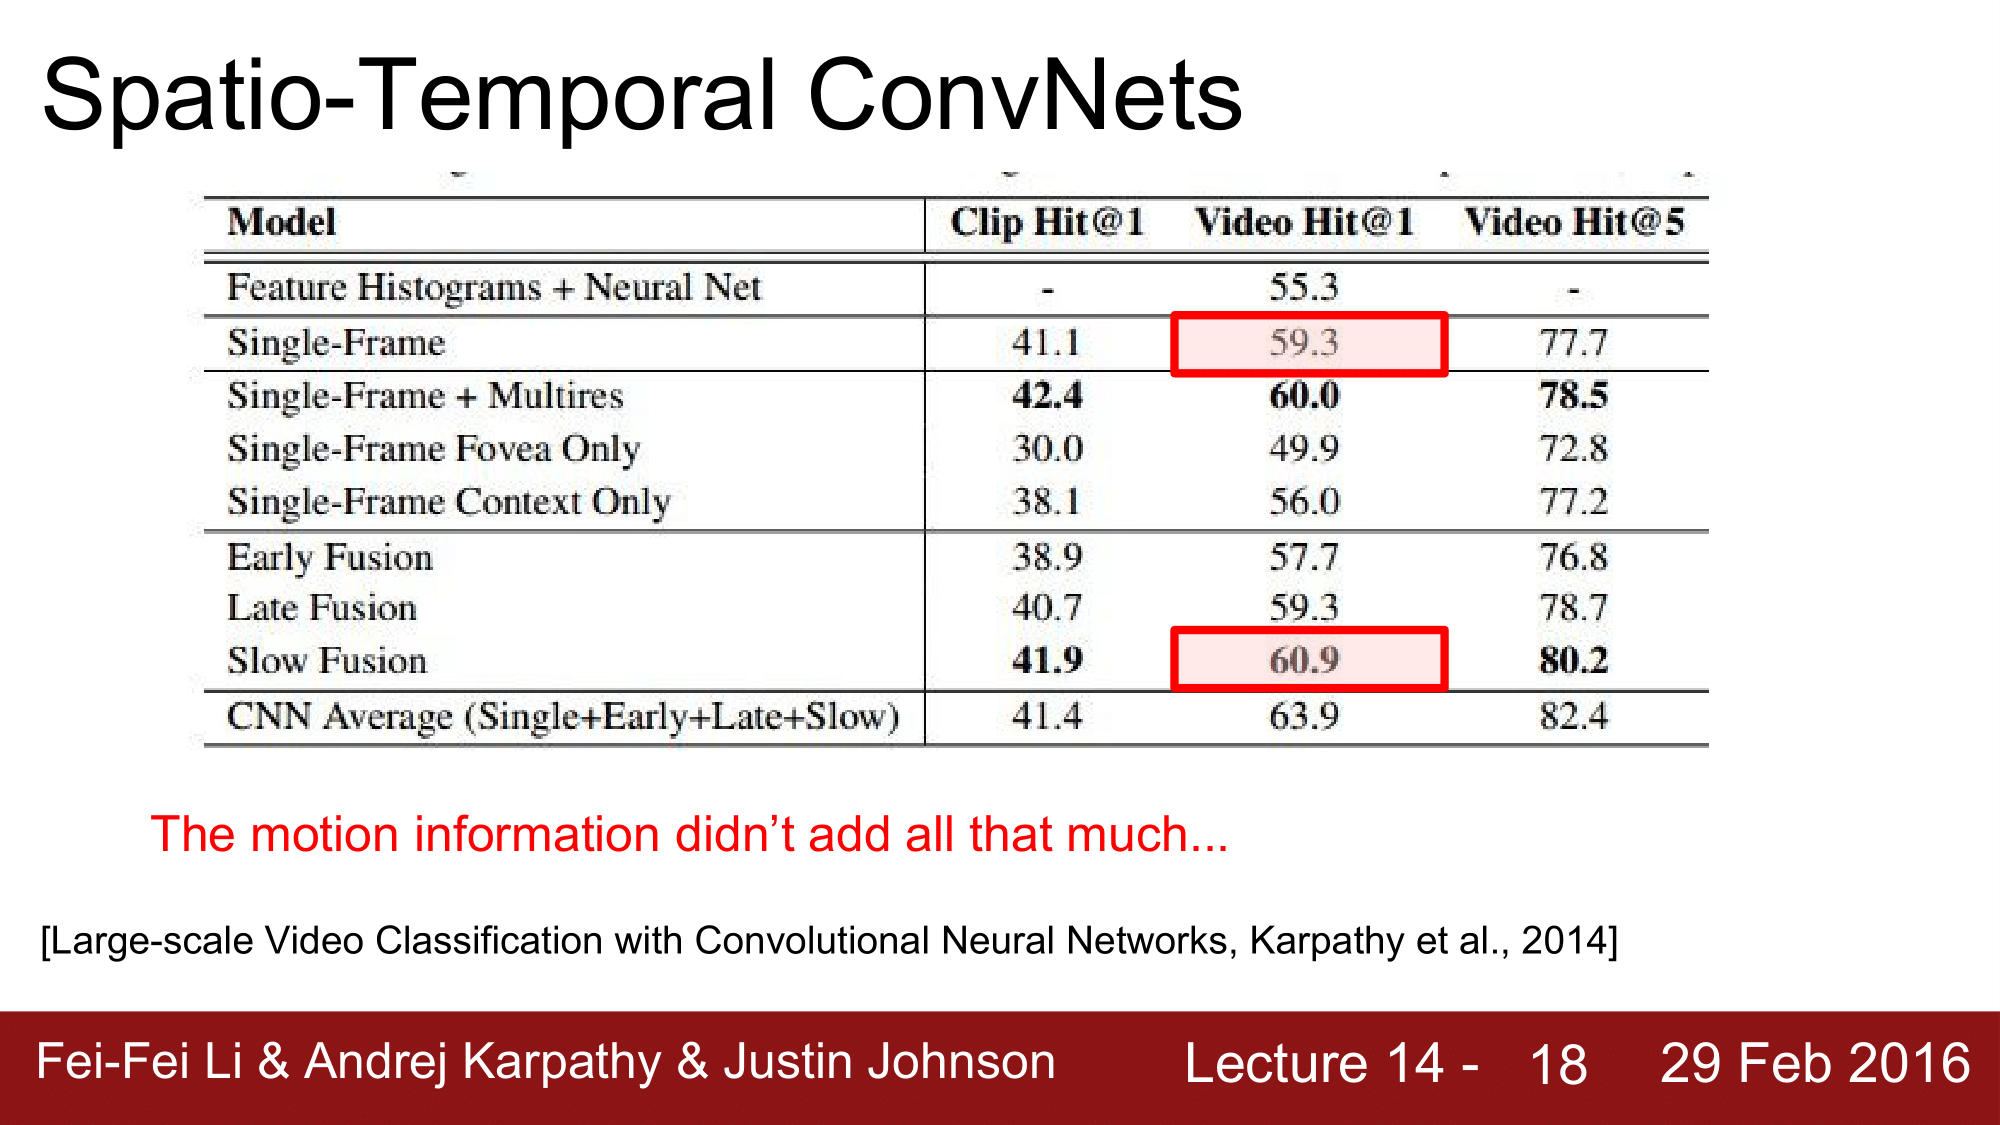 Spatio-Temporal ConvNets
Model Clip Hit@1 Video Hit@1 Video Hit@5
Feature Histograms + Neural Net - 55.3 -
Single-Frame 41.1 59.3 77.7
Single-Frame + Multires 42.4 60.0 78.5
Single-Frame Fovea Only 30.0 49.9 72.8
Single-Frame Context Only 38.1 56.0 77.2
Early Fusion 38.9 57.7 76.8
Late Fusion 40.7 59.3 78.7
Slow Fusion 41.9 60.9 80.2
CNN Average (Single+Early+Late+Slow) 41.4 63.9 82.4
The motion information didn’t add all that much...
[Large-scale Video Classification with Convolutional Neural Networks, Karpathy et al., 2014]
Fei-Fei Li & Andrej Karpathy & Justin Johnson Lecture 14 - 18 29 Feb 2016